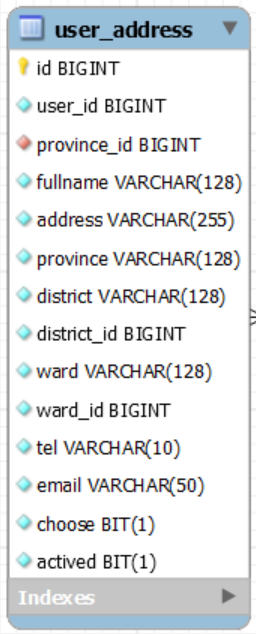 user_address
id BIGINT
user_id BIGINT
province_id BIGINT
fullname VARCHAR(128)
address VARCHAR(255)
province VARCHAR(128)
district VARCHAR(128)
district_id BIGINT
ward VARCHAR(128)
ward_id BIGINT
tel VARCHAR(10)
email VARCHAR(50)
choose BIT(1)
actived BIT(1)
Indexes